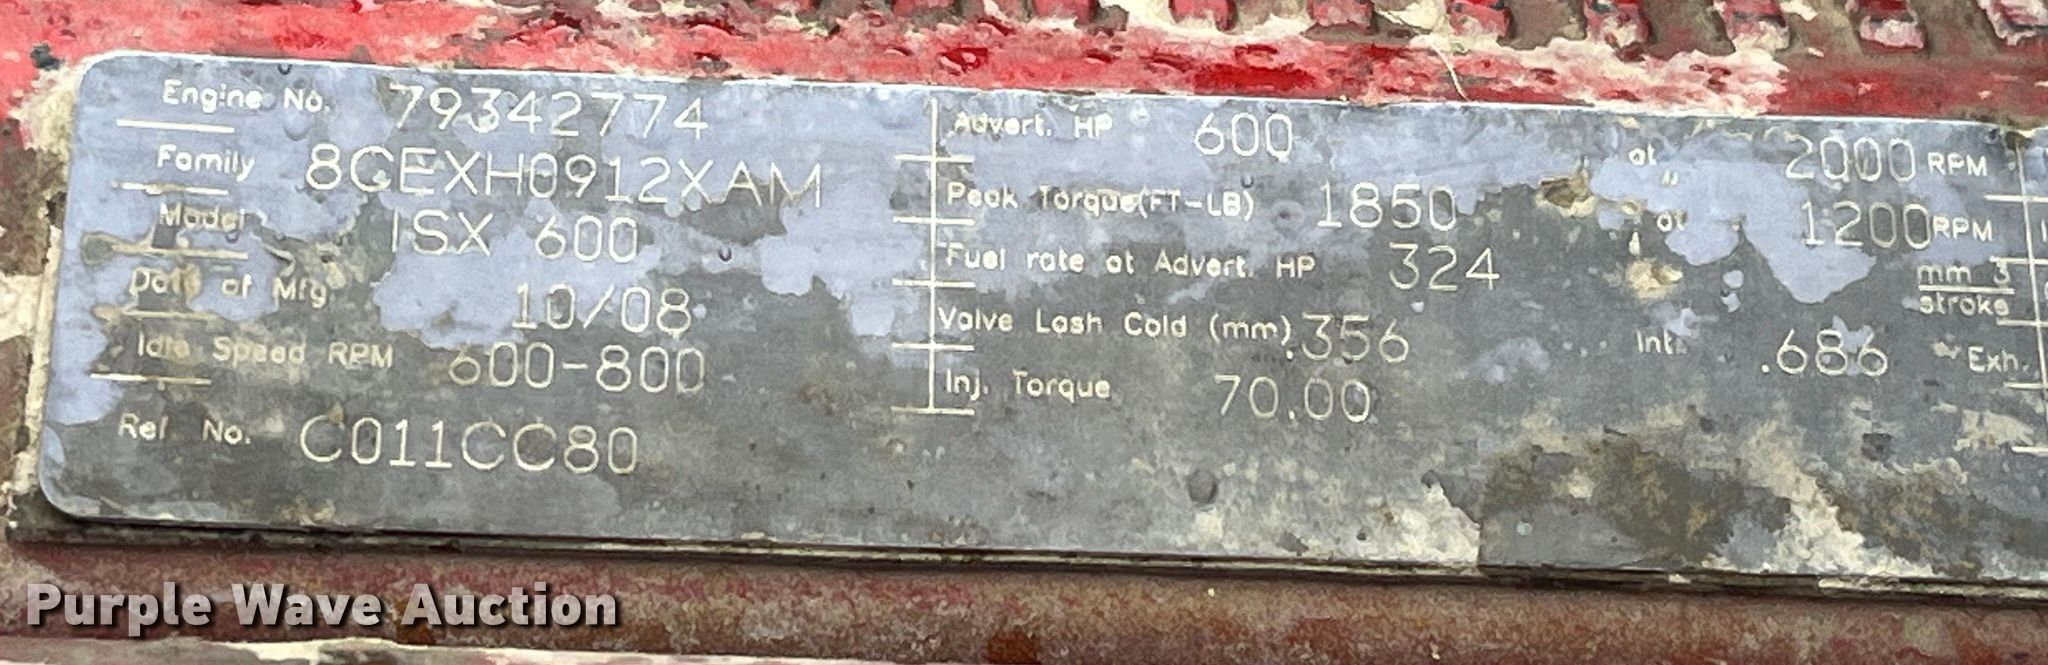 Engine No. 79342774
Family 8CEXH0912XAM
Model ISX 600
Date of Mfg. 10/08
Idle Speed RPM 600-800
Rel. No. C011CC80
Advert. HP 600 at 2000 RPM
Peak Torque(FT-LB) 1850 at 1200 RPM
Fuel rate at Advert. HP 324 mm 3
stroke
Valve Lash Cold (mm) .356 Int. .686 Exh.
Inj. Torque 70.00
Purple Wave Auction